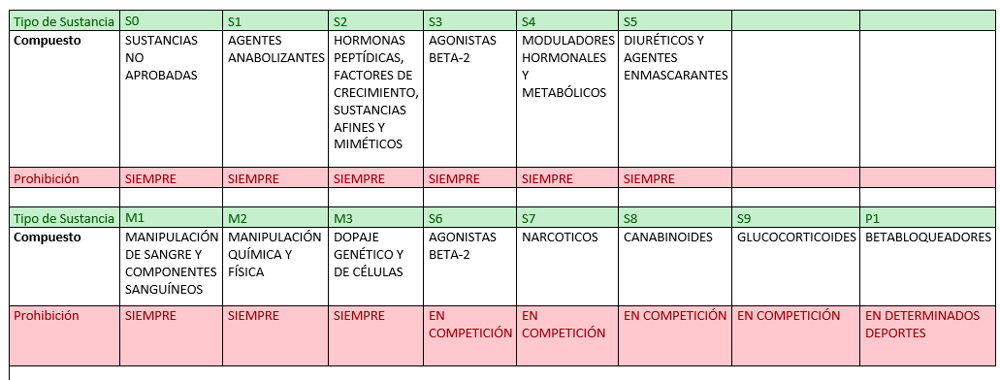 Tipo de Sustancia S0 S1 S2 S3 S4 S5
Compuesto SUSTANCIAS AGENTES HORMONAS AGONISTAS MODULADORES DIURÉTICOS Y
NO ANABOLIZANTES PEPTÍDICAS, BETA-2 HORMONALES AGENTES
APROBADAS FACTORES DE Y ENMASCARANTES
CRECIMIENTO, METABÓLICOS
SUSTANCIAS
AFINES Y
MIMÉTICOS
Prohibición SIEMPRE SIEMPRE SIEMPRE SIEMPRE SIEMPRE SIEMPRE
Tipo de Sustancia M1 M2 M3 S6 S7 S8 S9 P1
Compuesto MANIPULACIÓN MANIPULACIÓN DOPAJE AGONISTAS NARCOTICOS CANABINOIDES GLUCOCORTICOIDES BETABLOQUEADORES
DE SANGRE Y QUÍMICA Y GENÉTICO Y BETA-2
COMPONENTES FÍSICA DE CÉLULAS
SANGUÍNEOS
Prohibición SIEMPRE SIEMPRE SIEMPRE EN EN EN COMPETICIÓN EN COMPETICIÓN EN DETERMINADOS
COMPETICIÓN COMPETICIÓN DEPORTES